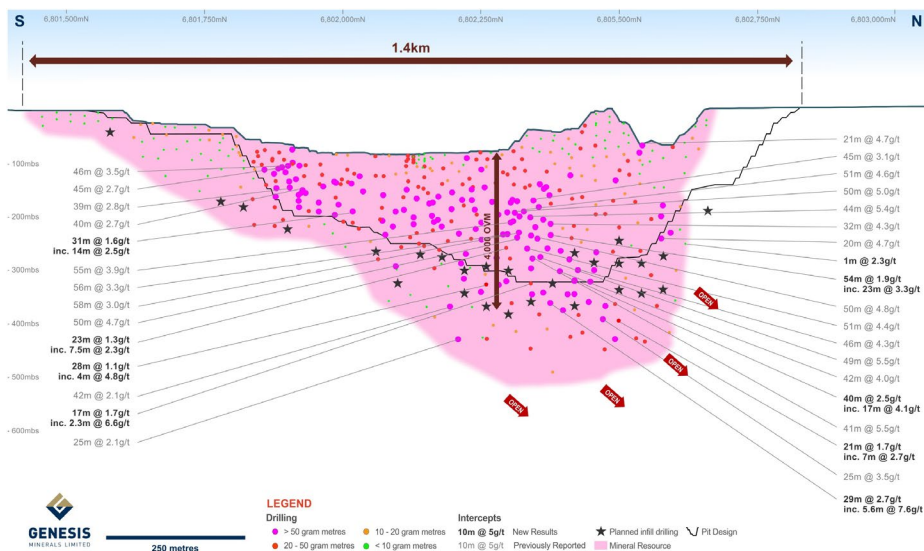 6,801,500mN
6,801,750mN
6,802,000mN
6,802,250mN
6,802,500mN
6,802,750mN
6,803,000mN
S
N
1.4km
- 100mbs
- 200mbs
- 300mbs
- 400mbs
- 500mbs
- 600mbs
46m @ 3.5g/t
45m @ 2.7g/t
39m @ 2.8g/t
40m @ 2.7g/t
31m @ 1.6g/t
inc. 14m @ 2.5g/t
55m @ 3.9g/t
56m @ 3.3g/t
58m @ 3.0g/t
50m @ 4.7g/t
23m @ 1.3g/t
inc. 7.5m @ 2.3g/t
28m @ 1.1g/t
inc. 4m @ 4.8g/t
42m @ 2.1g/t
17m @ 1.7g/t
inc. 2.3m @ 6.6g/t
25m @ 2.1g/t
4,000 OVM
21m @ 4.7g/t
45m @ 3.1g/t
51m @ 4.6g/t
50m @ 5.0g/t
44m @ 5.4g/t
32m @ 4.3g/t
20m @ 4.7g/t
1m @ 2.3g/t
54m @ 1.9g/t
inc. 23m @ 3.3g/t
50m @ 4.8g/t
51m @ 4.4g/t
46m @ 4.3g/t
49m @ 5.5g/t
42m @ 4.0g/t
40m @ 2.5g/t
inc. 17m @ 4.1g/t
41m @ 5.5g/t
21m @ 1.7g/t
inc. 7m @ 2.7g/t
25m @ 3.5g/t
29m @ 2.7g/t
inc. 5.6m @ 7.6g/t
OPEN
OPEN
OPEN
OPEN
GENESIS
MINERALS LIMITED
250 metres
LEGEND
Drilling
> 50 gram metres
10 - 20 gram metres
20 - 50 gram metres
< 10 gram metres
Intercepts
10m @ 5g/t New Results
10m @ 5g/t Previously Reported
Planned infill drilling
Pit Design
Mineral Resource